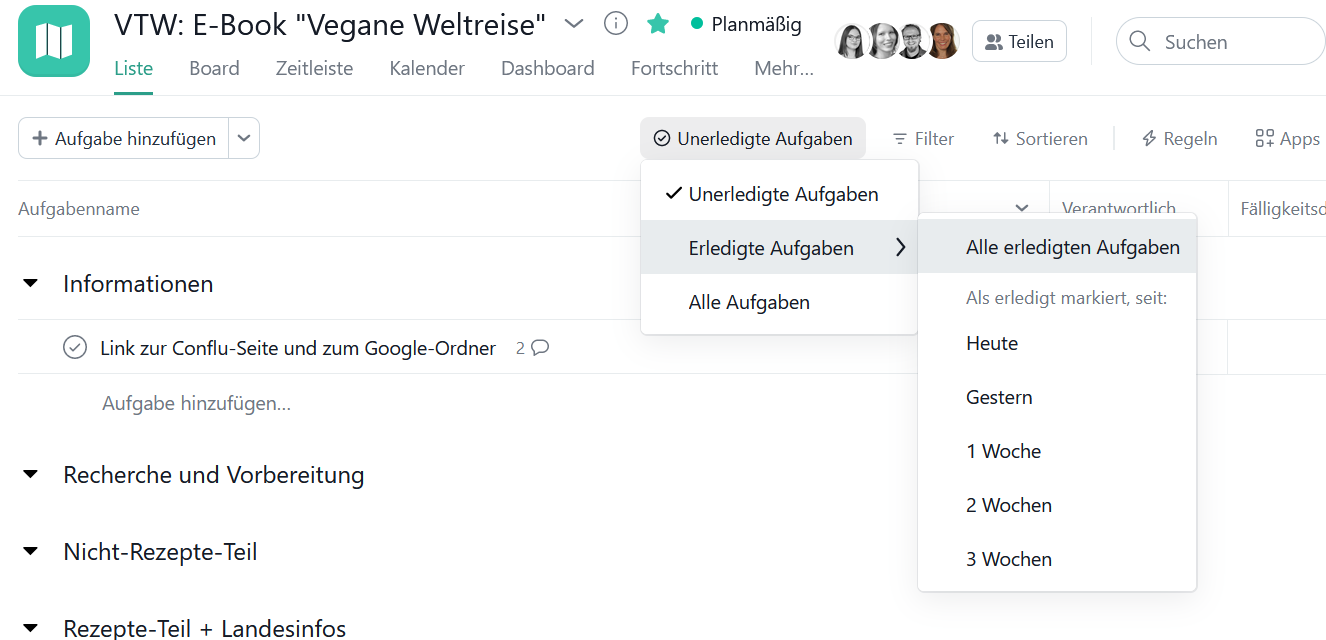 VTW: E-Book "Vegane Weltreise"
Planmäßig
Teilen
Suchen
Liste
Board
Zeitleiste
Kalender
Dashboard
Fortschritt
Mehr...
Aufgabe hinzufügen
Unerledigte Aufgaben
Filter
Sortieren
Regeln
Apps
Unerledigte Aufgaben
Erledigte Aufgaben
Alle Aufgaben
Aufgabenname
Verantwortlich
Fälligkeitsd
Alle erledigten Aufgaben
Als erledigt markiert, seit:
Heute
Gestern
1 Woche
2 Wochen
3 Wochen
Informationen
Link zur Conflu-Seite und zum Google-Ordner 2
Aufgabe hinzufügen...
Recherche und Vorbereitung
Nicht-Rezepte-Teil
Rezepte-Teil + Landesinfos